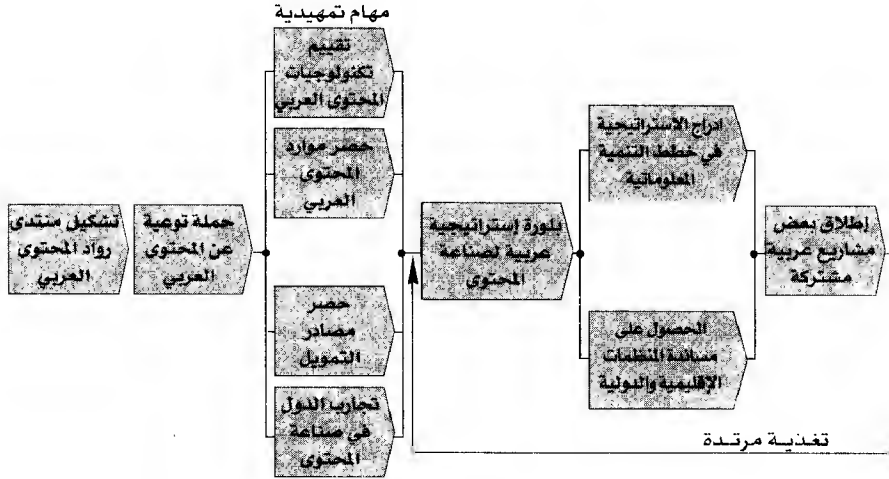 مهام تمهيدية
تشكيل منتدى
رواد المحتوى
العربي
حملة توعية
عن المحتوى
العربي
تقييم
تكنولوجيات
المحتوى العربي
حصر موارد
المحتوى
العربي
حصر
مصادر
التمويل
تجارب الدول
في صناعة
المحتوى
بلورة إستراتيجية
عربية لصناعة
المحتوى
ادراج الاستراتيجية
في خطط التنمية
المعلوماتية
الحصول على
مساندة المنظمات
الإقليمية والدولية
إطلاق بعض
مشاريع عربية
مشتركة
تغذية مرتدة